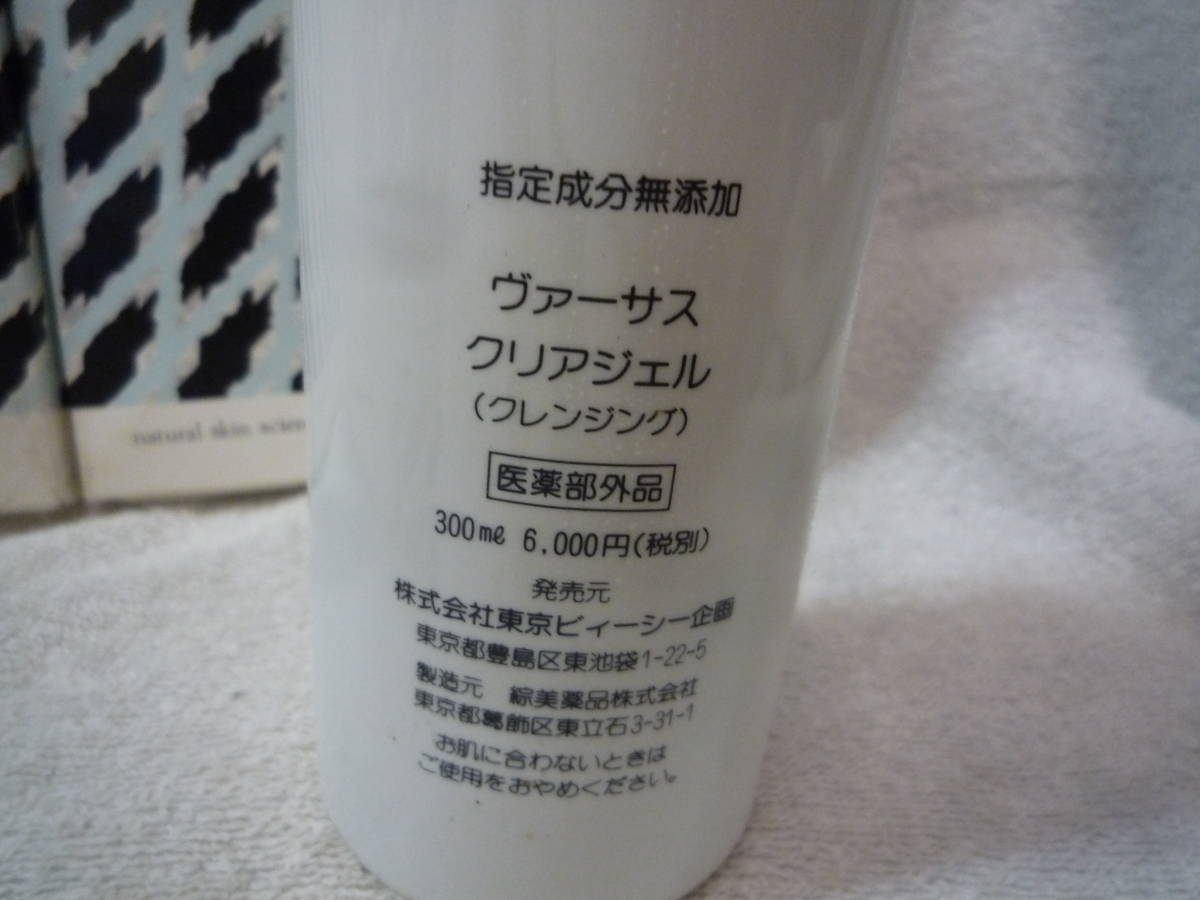 指定成分無添加
ヴァーサス
クリアジェル
(クレンジング)
医薬部外品
300㎖ 6.000円(税別)
発売元
株式会社東京ビィーシー企画
東京都豊島区東池袋1-22-5
製造元 綜美薬品株式会社
東京都葛飾区東立石3-31-1
お肌に合わないときは
ご使用をおやめください。
natural skin scien